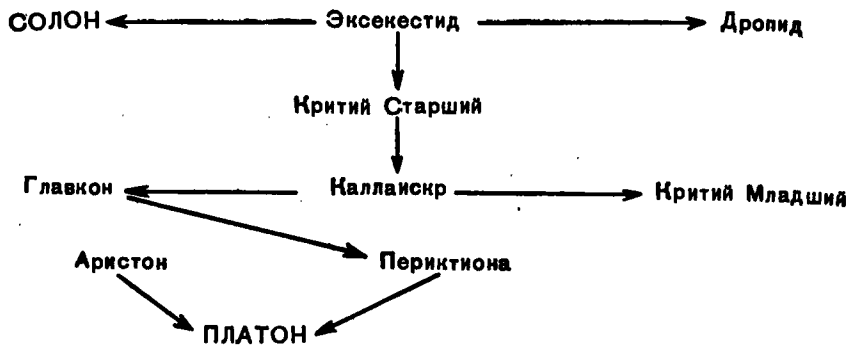 СОЛОН Эксекестид Дропид
Критий Старший
Главкон Каллаискр Критий Младший
Аристон Периктиона
ПЛАТОН